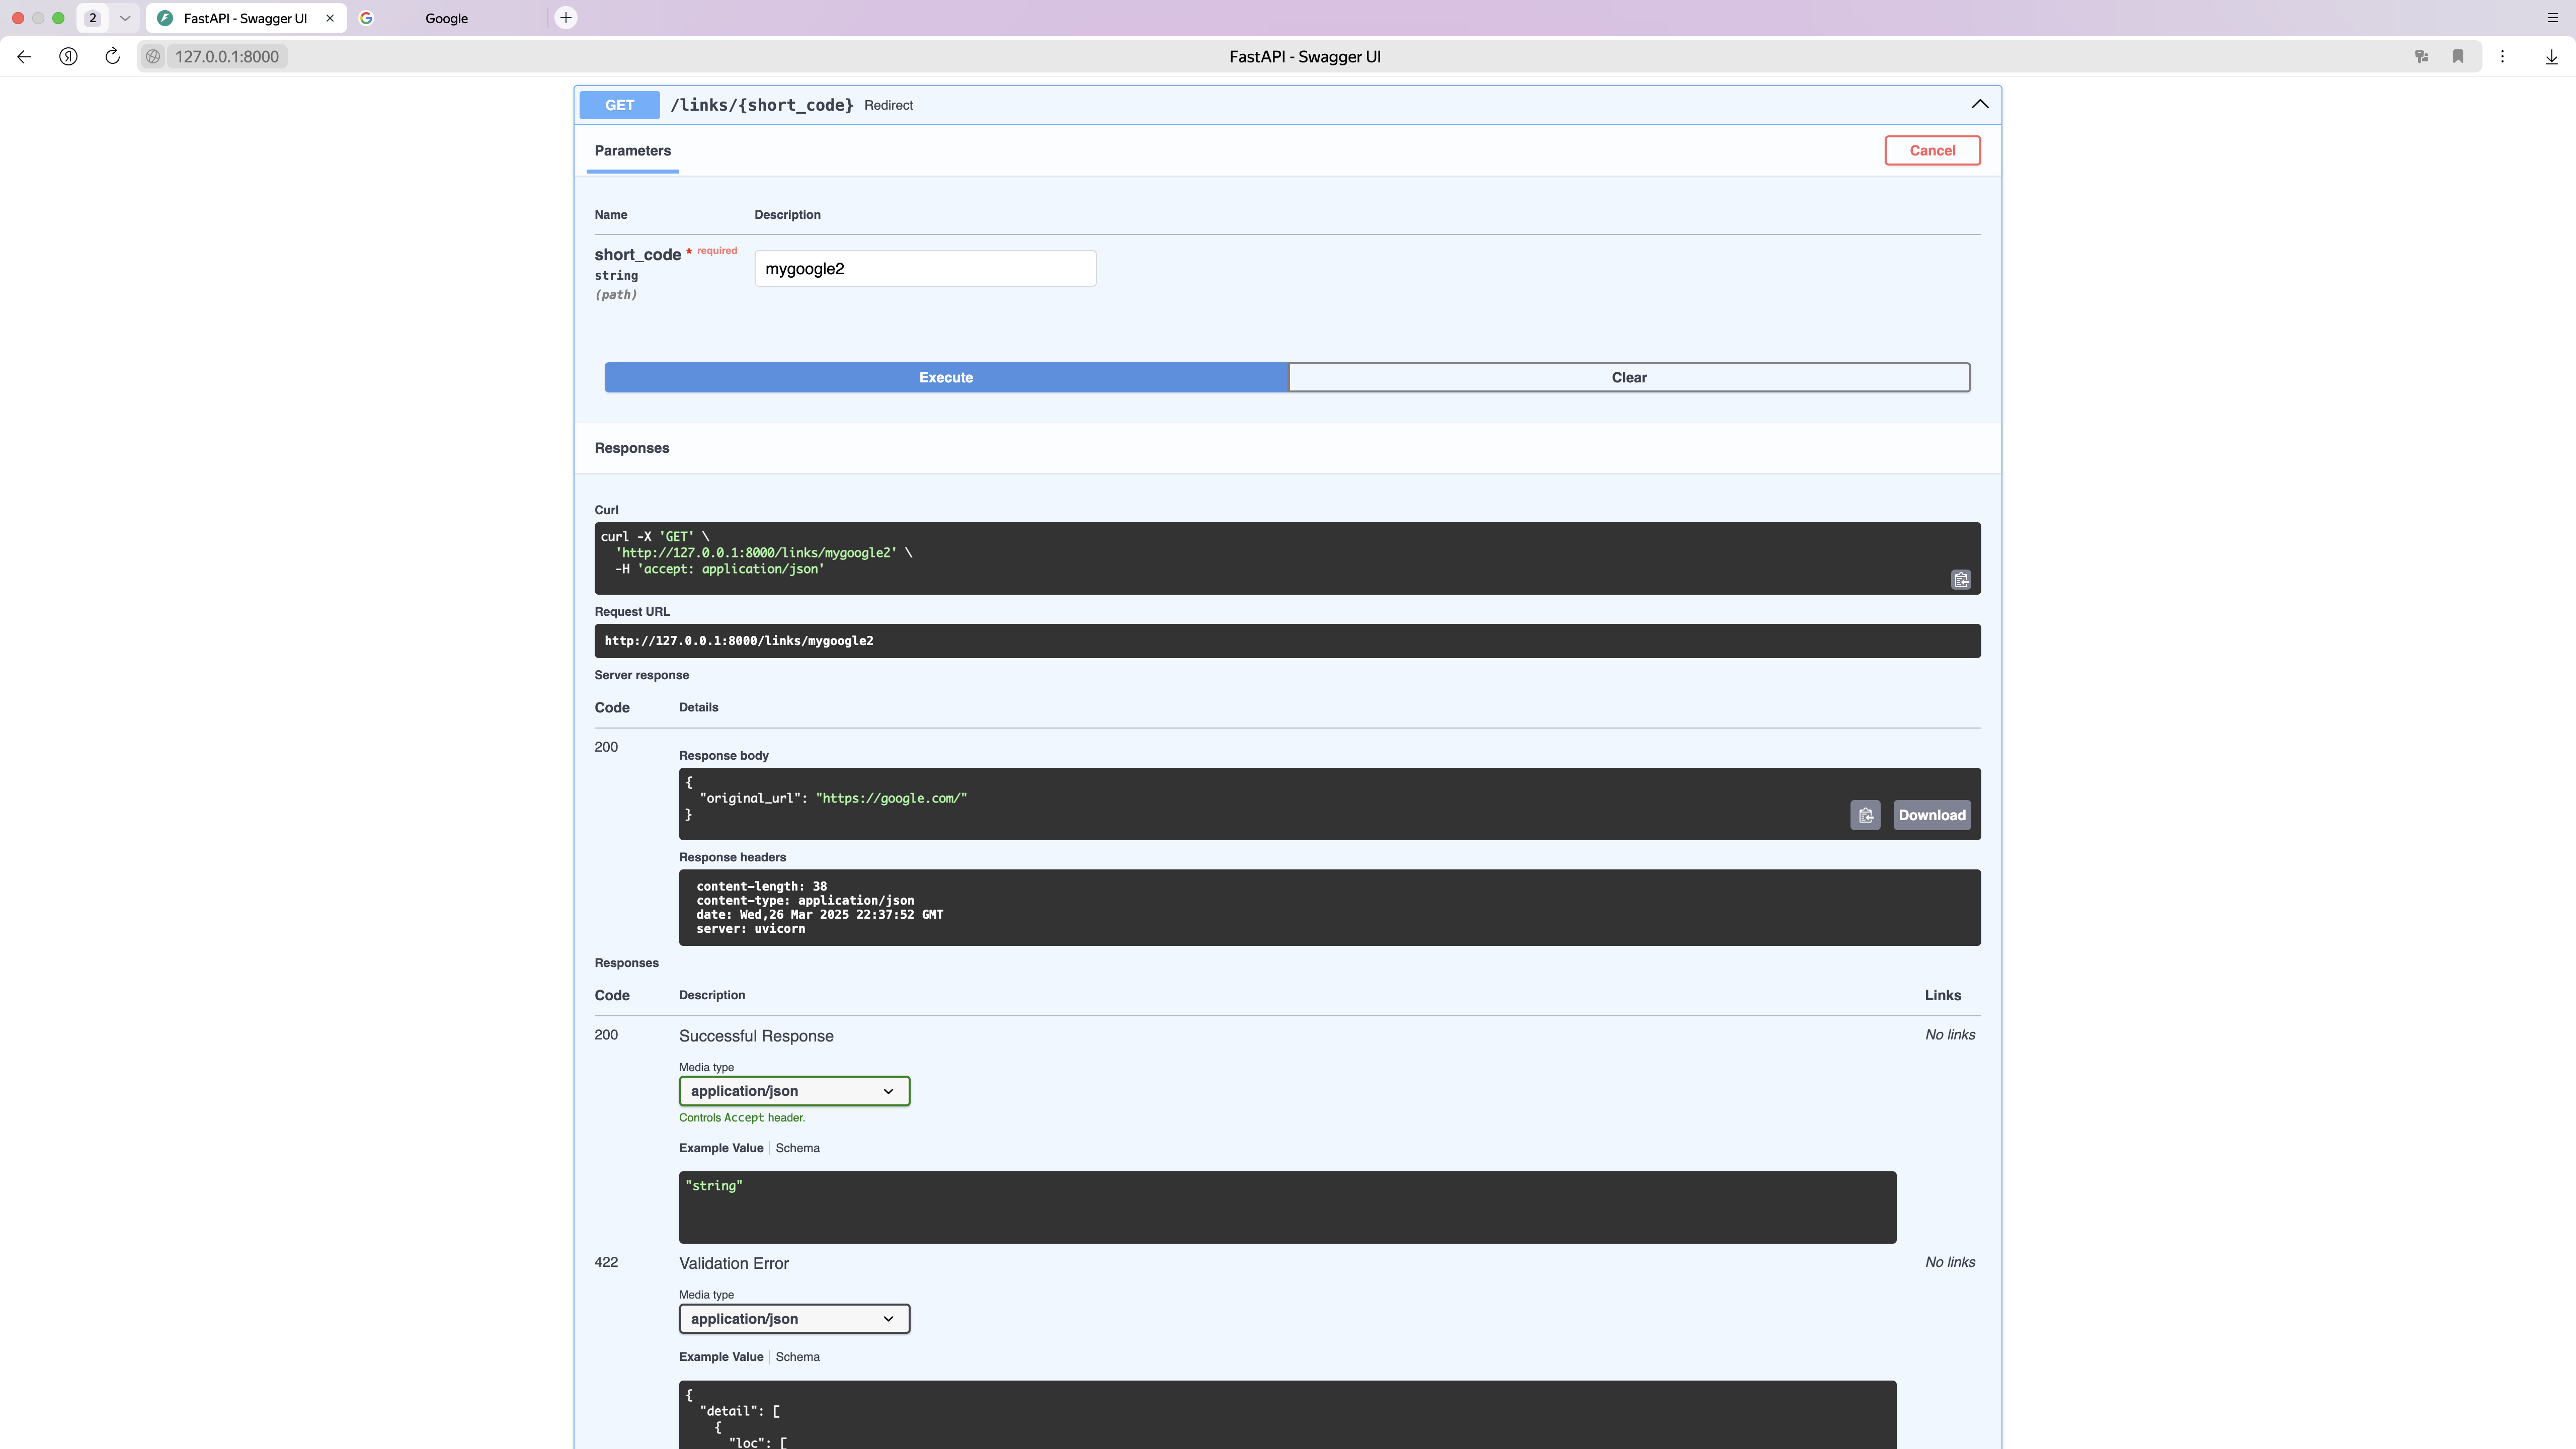 2
FastAPI - Swagger UI
Google
127.0.0.1:8000
FastAPI - Swagger UI
GET /links/{short_code} Redirect
Parameters
Cancel
Name Description
short_code * required
string
(path)
mygoogle2
Execute Clear
Responses
Curl
curl -X 'GET' \
'http://127.0.0.1:8000/links/mygoogle2' \
-H 'accept: application/json'
Request URL
http://127.0.0.1:8000/links/mygoogle2
Server response
Code Details
200
Response body
{
"original_url": "https://google.com/"
}
Download
Response headers
content-length: 38
content-type: application/json
date: Wed,26 Mar 2025 22:37:52 GMT
server: uvicorn
Responses
Code Description Links
200 Successful Response No links
Media type
application/json
Controls Accept header.
Example Value Schema
"string"
422 Validation Error No links
Media type
application/json
Example Value Schema
{
"detail": [
{
"loc": [